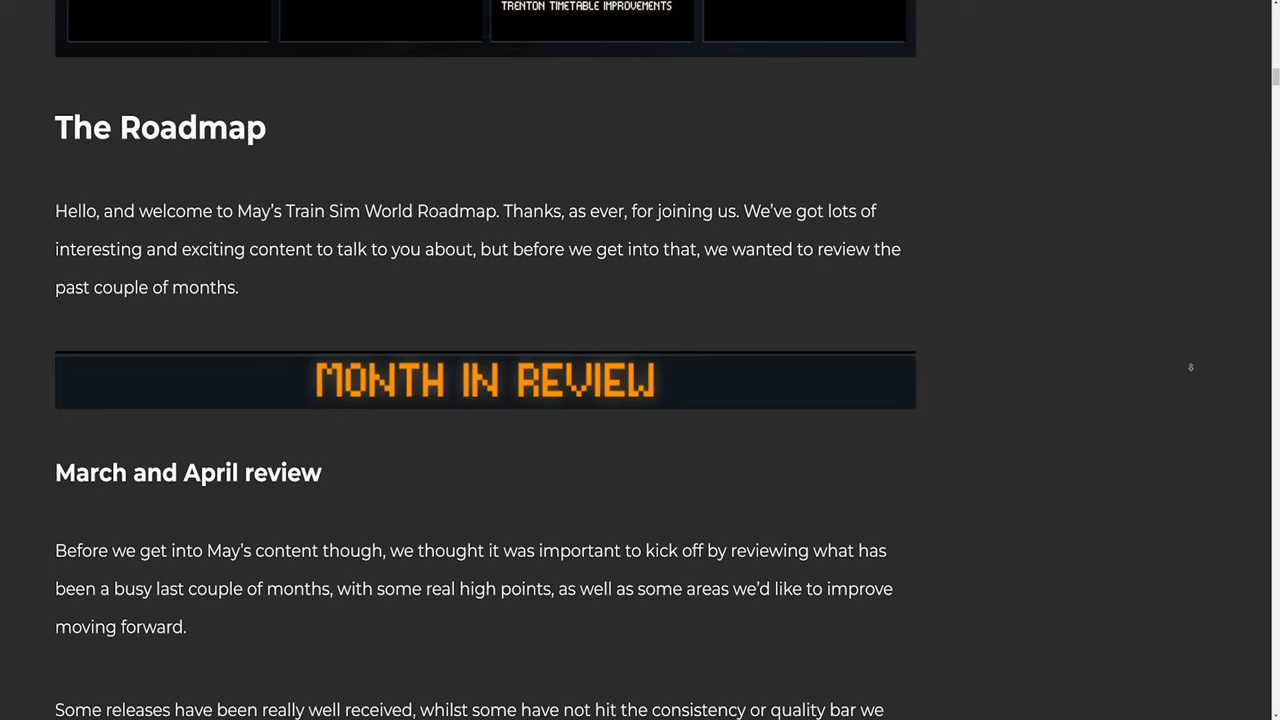 TRENTON TIMETABLE IMPROVEMENTS
The Roadmap
Hello, and welcome to May’s Train Sim World Roadmap. Thanks, as ever, for joining us. We’ve got lots of
interesting and exciting content to talk to you about, but before we get into that, we wanted to review the
past couple of months.
MONTH IN REVIEW
March and April review
Before we get into May’s content though, we thought it was important to kick off by reviewing what has
been a busy last couple of months, with some real high points, as well as some areas we’d like to improve
moving forward.
Some releases have been really well received, whilst some have not hit the consistency or quality bar we